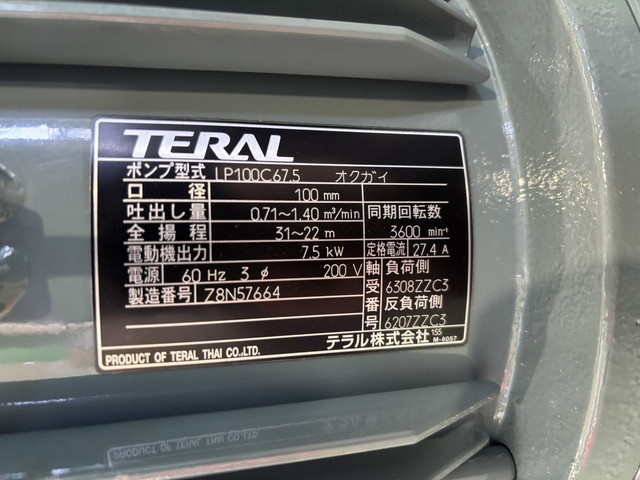 TERAL
ポンプ型式 LP100C67.5 オクガイ
口径 100 mm
吐出し量 0.71~1.40 m³/min 同期回転数
全揚程 31~22 m 3600 min⁻¹
電動機出力 7.5 kW 定格電流 27.4 A
電源 60 Hz 3 ϕ 200 V 軸受番号 負荷側 6308ZZC3
製造番号 Z8N57664 反負荷側 6207ZZC3
テラル株式会社 1SS
PRODUCT OF TERAL THAI CO.,LTD. M-6057